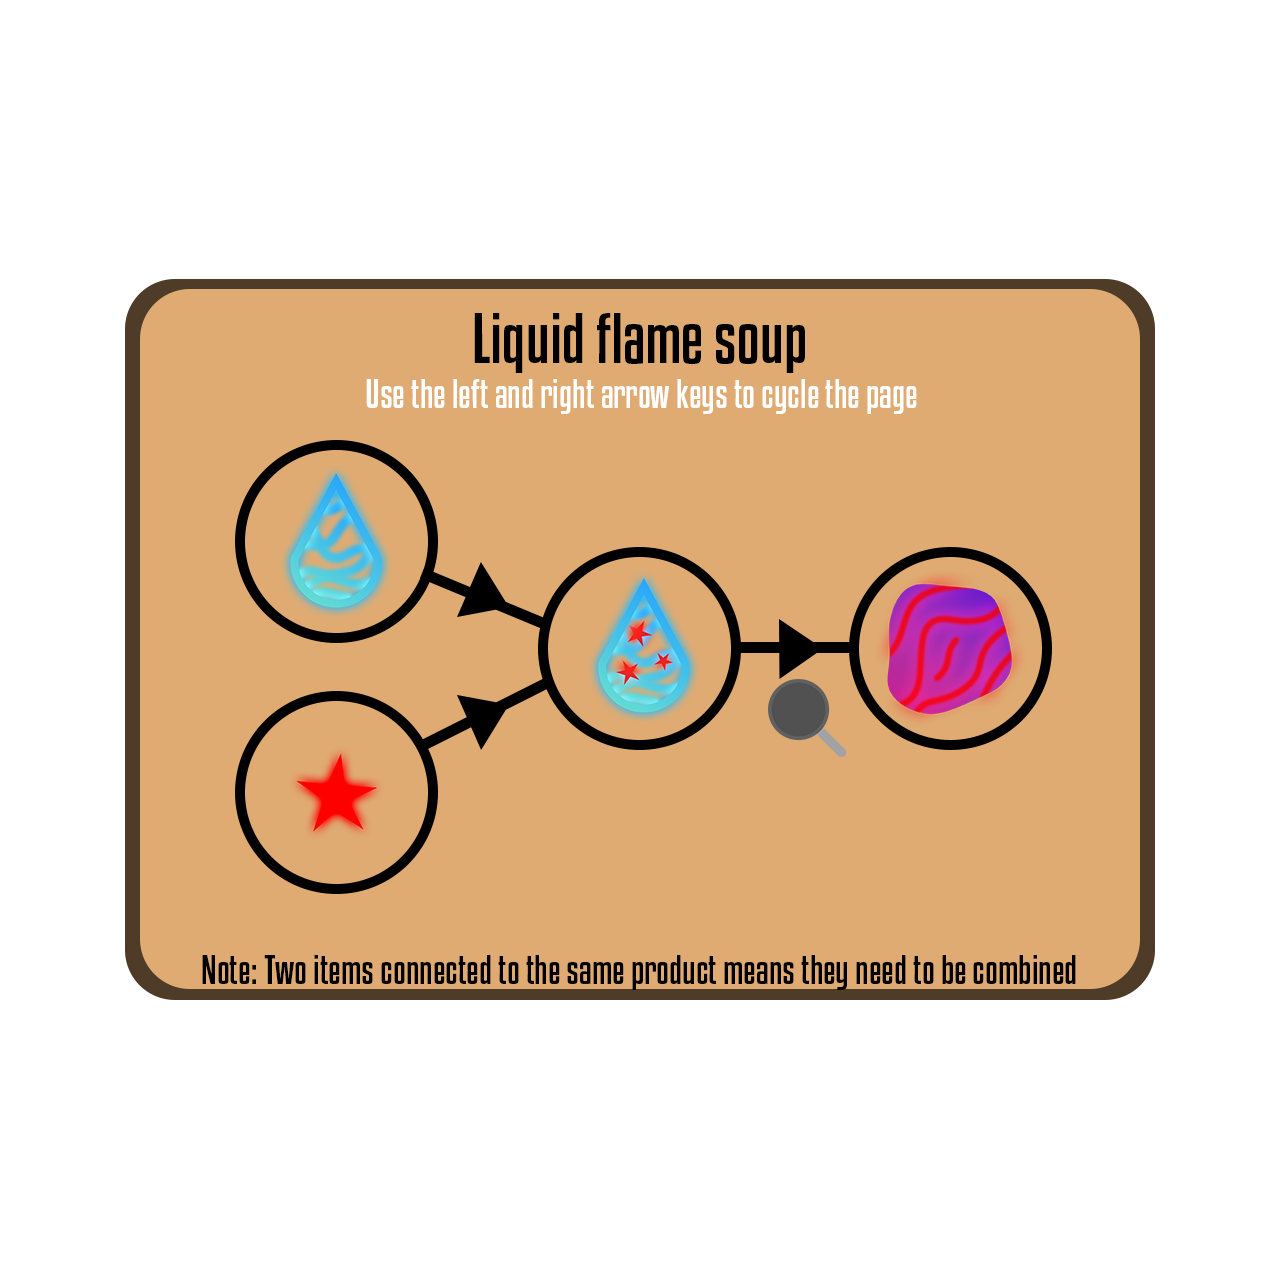 Liquid flame soup
Use the left and right arrow keys to cycle the page
Note: Two items connected to the same product means they need to be combined